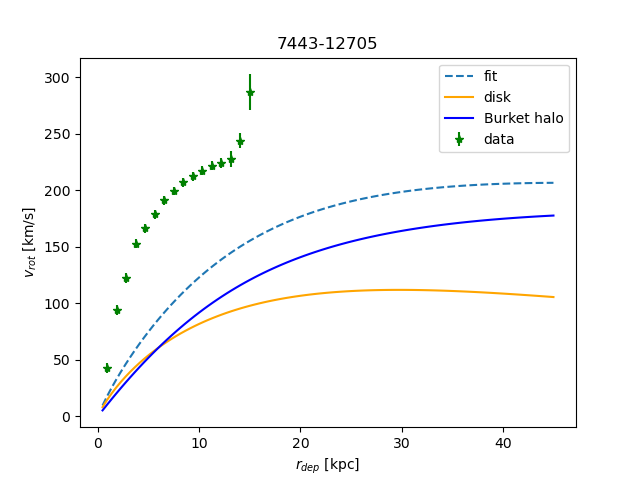 7443-12705
300
250
200
150
100
50
0
v_rot [km/s]
fit
disk
Burket halo
data
0 10 20 30 40
r_dep [kpc]